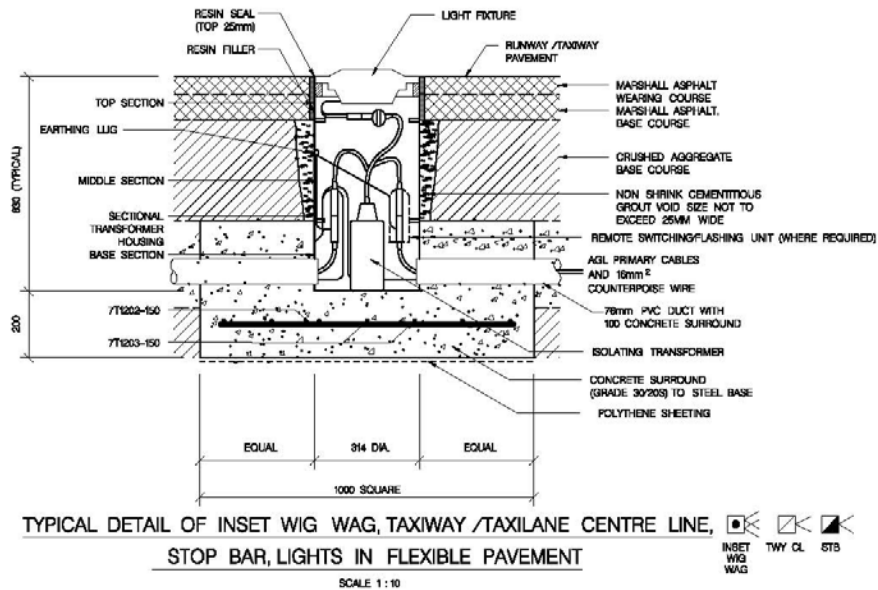 RESIN SEAL
(TOP 25mm)
LIGHT FIXTURE
RESIN FILLER
RUNWAY /TAXIWAY
PAVEMENT
TOP SECTION
MARSHALL ASPHALT
WEARING COURSE
MARSHALL ASPHALT.
BASE COURSE
EARTHING LUG
CRUSHED AGGREGATE
BASE COURSE
MIDDLE SECTION
NON SHRINK CEMENTITIOUS
GROUT VOID SIZE NOT TO
EXCEED 25MM WIDE
SECTIONAL
TRANSFORMER
HOUSING
BASE SECTION
REMOTE SWITCHING/FLASHING UNIT (WHERE REQUIRED)
AGL PRIMARY CABLES
AND 16mm²
COUNTERPOISE WIRE
(TYPICAL)
200
7T1202-150
7T1203-150
76mm PVC DUCT WITH
100 CONCRETE SURROUND
ISOLATING TRANSFORMER
CONCRETE SURROUND
(GRADE 30/20S) TO STEEL BASE
POLYTHENE SHEETING
EQUAL
314 DIA.
EQUAL
1000 SQUARE
TYPICAL DETAIL OF INSET WIG WAG, TAXIWAY /TAXILANE CENTRE LINE,
STOP BAR, LIGHTS IN FLEXIBLE PAVEMENT
SCALE 1 : 10
INSET
WIG
WAG
TWY CL
STB